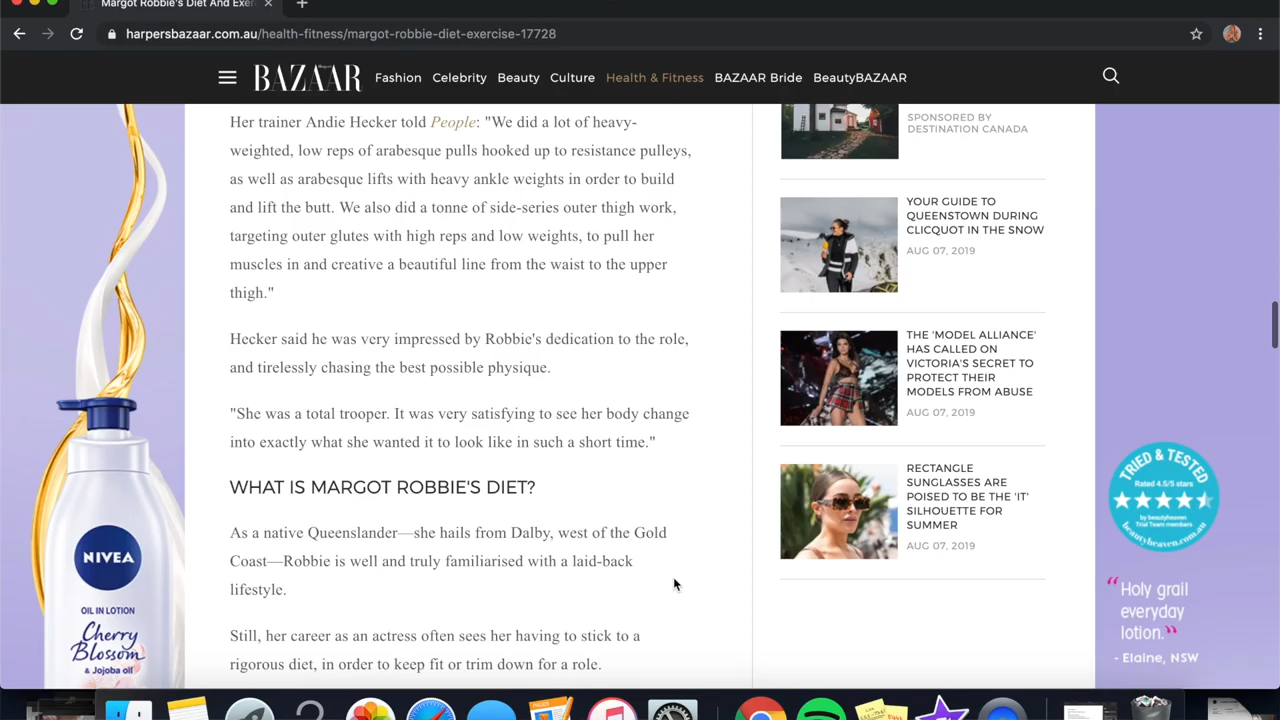 Margot Robbie's Diet And Exer
harpersbazaar.com.au/health-fitness/margot-robbie-diet-exercise-17728
BAZAAR
Fashion
Celebrity
Beauty
Culture
Health & Fitness
BAZAAR Bride
BeautyBAZAAR
Her trainer Andie Hecker told People: "We did a lot of heavy-
weighted, low reps of arabesque pulls hooked up to resistance pulleys,
as well as arabesque lifts with heavy ankle weights in order to build
and lift the butt. We also did a tonne of side-series outer thigh work,
targeting outer glutes with high reps and low weights, to pull her
muscles in and creative a beautiful line from the waist to the upper
thigh."
Hecker said he was very impressed by Robbie's dedication to the role,
and tirelessly chasing the best possible physique.
"She was a total trooper. It was very satisfying to see her body change
into exactly what she wanted it to look like in such a short time."
WHAT IS MARGOT ROBBIE'S DIET?
As a native Queenslander—she hails from Dalby, west of the Gold
Coast—Robbie is well and truly familiarised with a laid-back
lifestyle.
Still, her career as an actress often sees her having to stick to a
rigorous diet, in order to keep fit or trim down for a role.
SPONSORED BY
DESTINATION CANADA
YOUR GUIDE TO
QUEENSTOWN DURING
CLICQUOT IN THE SNOW
AUG 07, 2019
THE 'MODEL ALLIANCE'
HAS CALLED ON
VICTORIA'S SECRET TO
PROTECT THEIR
MODELS FROM ABUSE
AUG 07, 2019
RECTANGLE
SUNGLASSES ARE
POISED TO BE THE 'IT'
SILHOUETTE FOR
SUMMER
AUG 07, 2019
NIVEA
OIL IN LOTION
Cherry
Blossom
& Jojoba oil
TRIED & TESTED
Rated 4.5/5 stars
by beautyheaven
Trial Team members
beautyheaven.com.au
"Holy grail
everyday
lotion."
- Elaine, NSW